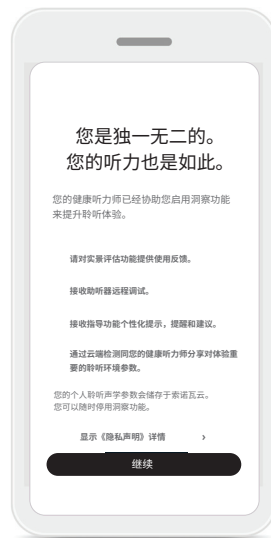 您是独一无二的。
您的听力也是如此。
您的健康听力师已经协助您启用洞察功能
来提升聆听体验。
请对实景评估功能提供使用反馈。
接收助听器远程调试。
接收指导功能个性化提示，提醒和建议。
通过云端检测同您的健康听力师分享对体验重
要的聆听环境参数。
您的个人聆听声学参数会储存于索诺瓦云。
您可以随时停用洞察功能。
显示《隐私声明》详情 ›
继续